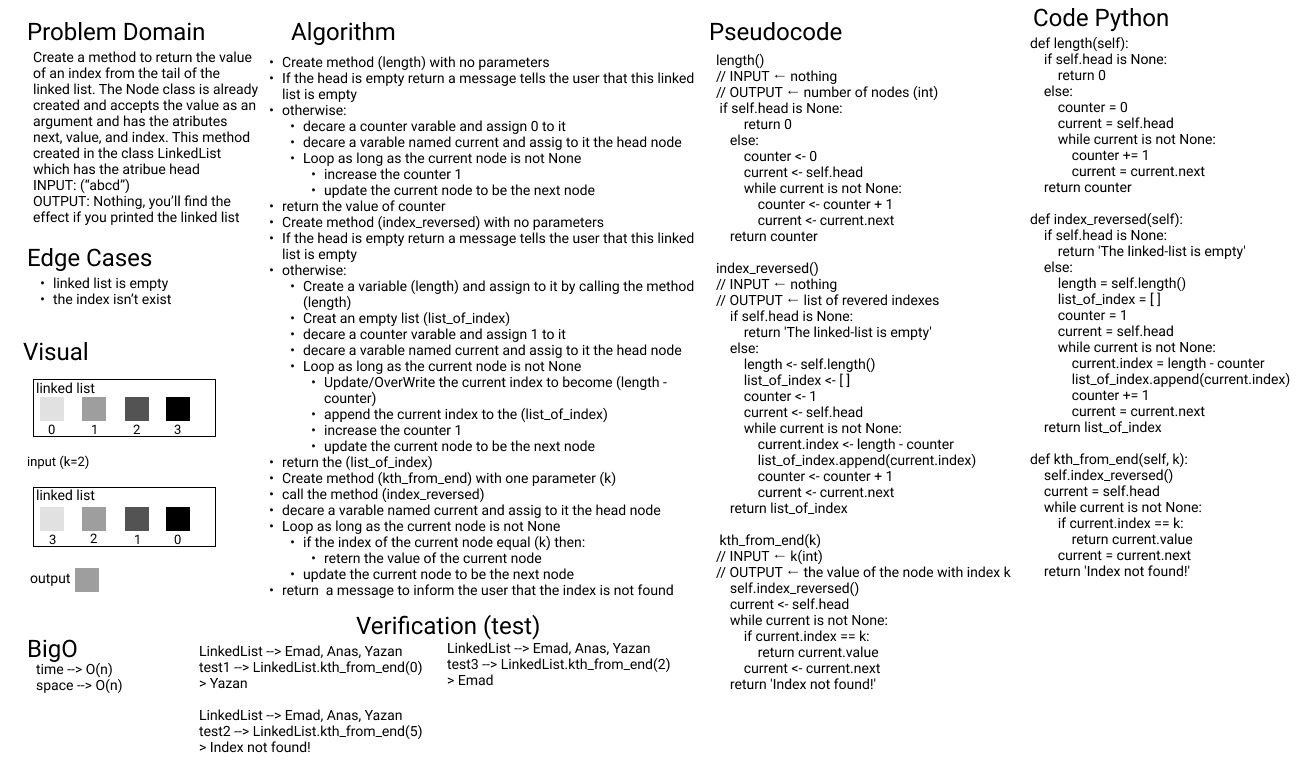 Problem Domain
Create a method to return the value
of an index from the tail of the
linked list. The Node class is already
created and accepts the value as an
argument and has the atributes
next, value, and index. This method
created in the class LinkedList
which has the atribue head
INPUT: (“abcd”)
OUTPUT: Nothing, you'll find the
effect if you printed the linked list
Edge Cases
• linked list is empty
• the index isn't exist
Visual
linked list
0 1 2 3
input (k=2)
linked list
3 2 1 0
output
BigO
time --> O(n)
space --> O(n)
Algorithm
• Create method (length) with no parameters
• If the head is empty return a message tells the user that this linked
list is empty
• otherwise:
• decare a counter varable and assign 0 to it
• decare a varable named current and assig to it the head node
• Loop as long as the current node is not None
• increase the counter 1
• update the current node to be the next node
• return the value of counter
• Create method (index_reversed) with no parameters
• If the head is empty return a message tells the user that this linked
list is empty
• otherwise:
• Create a variable (length) and assign to it by calling the method
(length)
• Creat an empty list (list_of_index)
• decare a counter varable and assign 1 to it
• decare a varable named current and assig to it the head node
• Loop as long as the current node is not None
• Update/OverWrite the current index to become (length -
counter)
• append the current index to the (list_of_index)
• increase the counter 1
• update the current node to be the next node
• return the (list_of_index)
• Create method (kth_from_end) with one parameter (k)
• call the method (index_reversed)
• decare a varable named current and assig to it the head node
• Loop as long as the current node is not None
• if the index of the current node equal (k) then:
• retern the value of the current node
• update the current node to be the next node
• return  a message to inform the user that the index is not found
Verification (test)
LinkedList --> Emad, Anas, Yazan
test1 --> LinkedList.kth_from_end(0)
> Yazan
LinkedList --> Emad, Anas, Yazan
test2 --> LinkedList.kth_from_end(5)
> Index not found!
LinkedList --> Emad, Anas, Yazan
test3 --> LinkedList.kth_from_end(2)
> Emad
Pseudocode
length()
// INPUT ← nothing
// OUTPUT ← number of nodes (int)
if self.head is None:
return 0
else:
counter <- 0
current <- self.head
while current is not None:
counter <- counter + 1
current <- current.next
return counter
index_reversed()
// INPUT ← nothing
// OUTPUT ← list of revered indexes
if self.head is None:
return 'The linked-list is empty'
else:
length <- self.length()
list_of_index <- [ ]
counter <- 1
current <- self.head
while current is not None:
current.index <- length - counter
list_of_index.append(current.index)
counter <- counter + 1
current <- current.next
return list_of_index
kth_from_end(k)
// INPUT ← k(int)
// OUTPUT ← the value of the node with index k
self.index_reversed()
current <- self.head
while current is not None:
if current.index == k:
return current.value
current <- current.next
return 'Index not found!'
Code Python
def length(self):
if self.head is None:
return 0
else:
counter = 0
current = self.head
while current is not None:
counter += 1
current = current.next
return counter
def index_reversed(self):
if self.head is None:
return 'The linked-list is empty'
else:
length = self.length()
list_of_index = [ ]
counter = 1
current = self.head
while current is not None:
current.index = length - counter
list_of_index.append(current.index)
counter += 1
current = current.next
return list_of_index
def kth_from_end(self, k):
self.index_reversed()
current = self.head
while current is not None:
if current.index == k:
return current.value
current = current.next
return 'Index not found!'